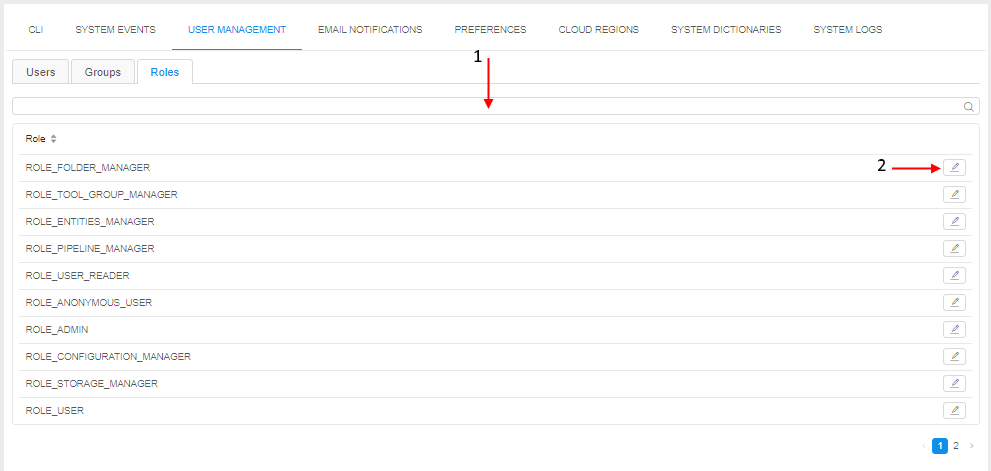 CLI SYSTEM EVENTS USER MANAGEMENT EMAIL NOTIFICATIONS PREFERENCES CLOUD REGIONS SYSTEM DICTIONARIES SYSTEM LOGS
1
Users Groups Roles
Role
ROLE_FOLDER_MANAGER 2
ROLE_TOOL_GROUP_MANAGER
ROLE_ENTITIES_MANAGER
ROLE_PIPELINE_MANAGER
ROLE_USER_READER
ROLE_ANONYMOUS_USER
ROLE_ADMIN
ROLE_CONFIGURATION_MANAGER
ROLE_STORAGE_MANAGER
ROLE_USER
1 2